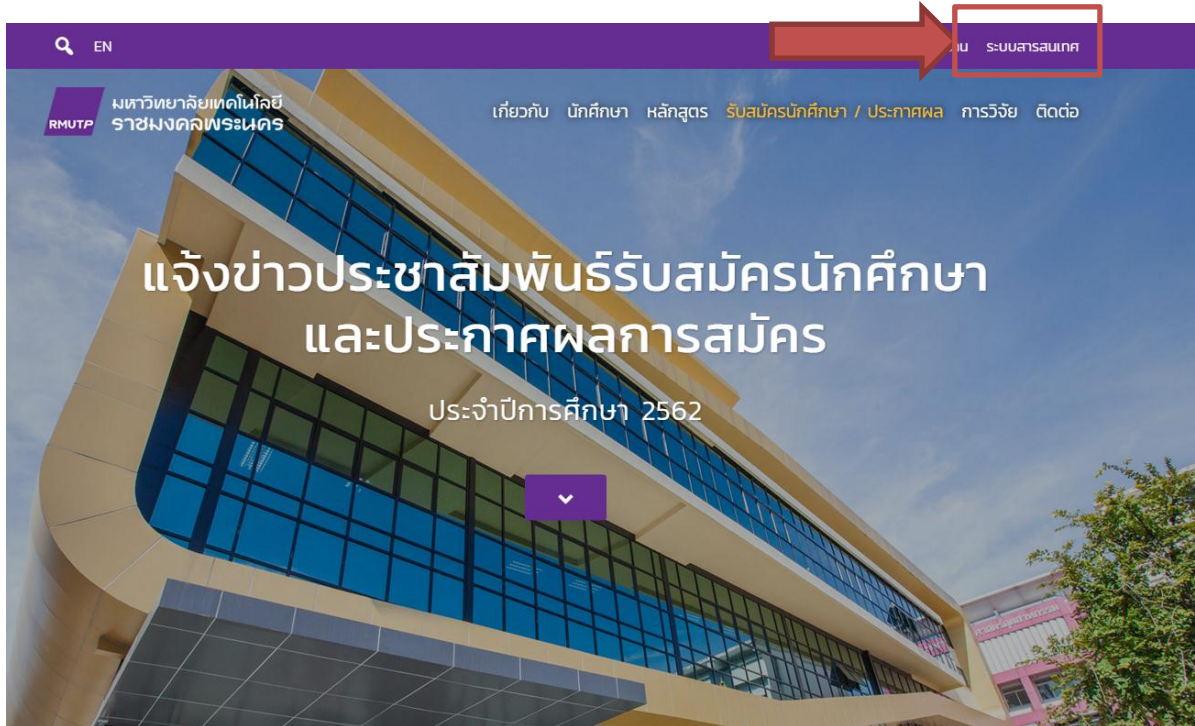 EN
ระบบสารสนเทศ
RMUTP
มหาวิทยาลัยเทคโนโลยี
ราชมงคลพระนคร
เกี่ยวกับ นักศึกษา หลักสูตร รับสมัครนักศึกษา / ประกาศผล การวิจัย ติดต่อ
แจ้งข่าวประชาสัมพันธ์รับสมัครนักศึกษา
และประกาศผลการสมัคร
ประจำปีการศึกษา 2562